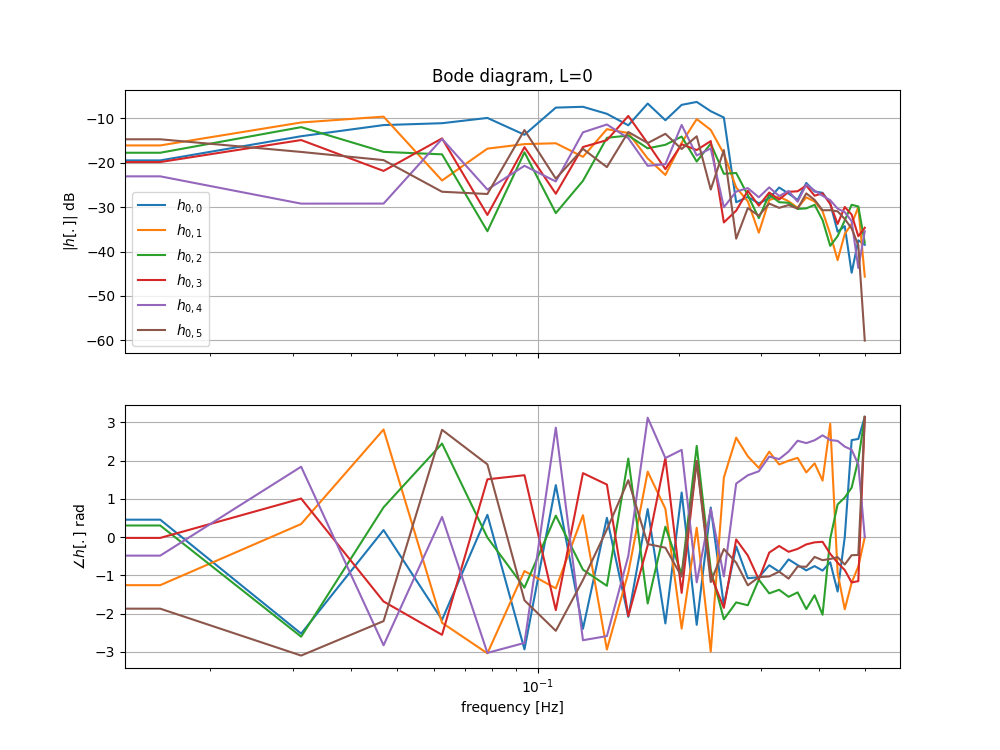 Bode diagram, L=0
|h[.]| dB
−10
−20
−30
−40
−50
−60
h0,0
h0,1
h0,2
h0,3
h0,4
h0,5
∠h[.] rad
3
2
1
0
−1
−2
−3
10⁻¹
frequency [Hz]